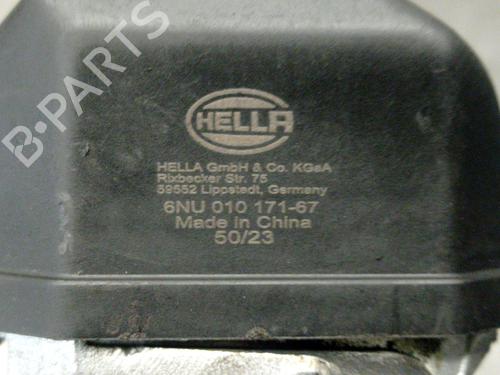 B-PARTS
HELLA
HELLA GmbH & Co. KGaA
Rixbecker Str. 75
59552 Lippstedt, Germany
6NU 010 171-67
Made in China
50/23